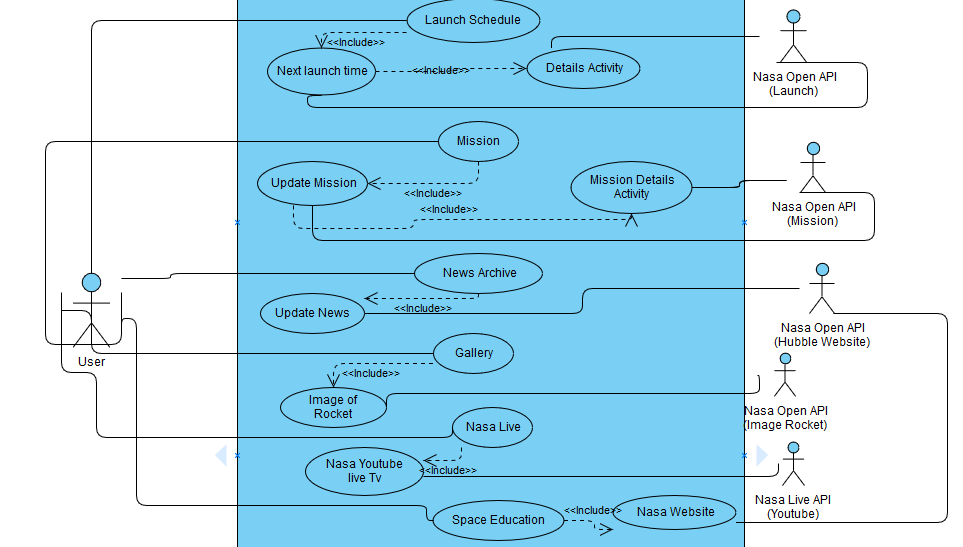 Launch Schedule
<<Include>>
Next launch time
<<Include>>
Details Activity
Nasa Open API
(Launch)
Mission
Update Mission
<<Include>>
<<Include>>
Mission Details
Activity
Nasa Open API
(Mission)
News Archive
<<Include>>
Update News
Nasa Open API
(Hubble Website)
User
Gallery
<<Include>>
Image of
Rocket
Nasa Open API
(Image Rocket)
Nasa Live
<<Include>>
Nasa Youtube
live Tv
Nasa Live API
(Youtube)
Space Education
<<Include>>
Nasa Website